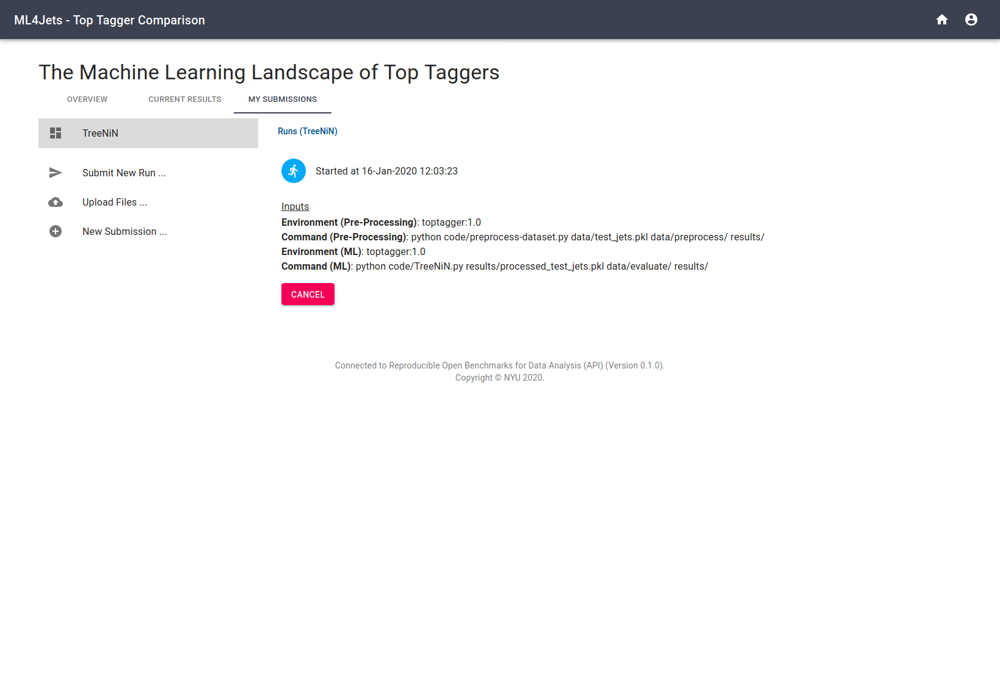 ML4Jets - Top Tagger Comparison
The Machine Learning Landscape of Top Taggers
OVERVIEW CURRENT RESULTS MY SUBMISSIONS
TreeNiN
Submit New Run ...
Upload Files ...
New Submission ...
Runs (TreeNiN)
Started at 16-Jan-2020 12:03:23
Inputs
Environment (Pre-Processing): toptagger:1.0
Command (Pre-Processing): python code/preprocess-dataset.py data/test_jets.pkl data/preprocess/ results/
Environment (ML): toptagger:1.0
Command (ML): python code/TreeNiN.py results/processed_test_jets.pkl data/evaluate/ results/
CANCEL
Connected to Reproducible Open Benchmarks for Data Analysis (API) (Version 0.1.0).
Copyright © NYU 2020.